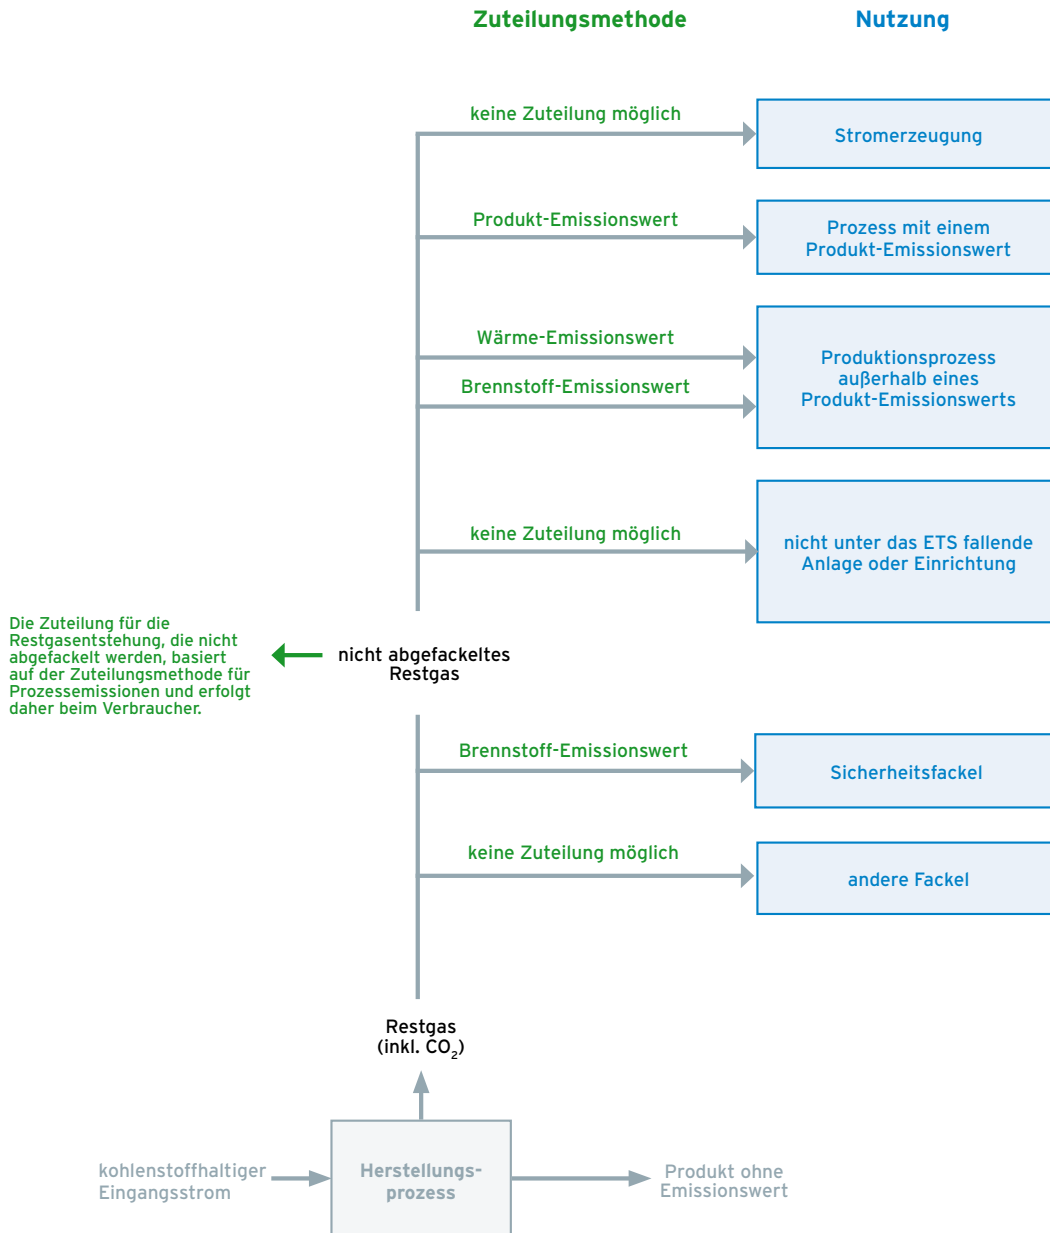 Zuteilungsmethode
Nutzung
keine Zuteilung möglich
Stromerzeugung
Produkt-Emissionswert
Prozess mit einem
Produkt-Emissionswert
Wärme-Emissionswert
Brennstoff-Emissionswert
Produktionsprozess
außerhalb eines
Produkt-Emissionswerts
keine Zuteilung möglich
nicht unter das ETS fallende
Anlage oder Einrichtung
Die Zuteilung für die
Restgasentstehung, die nicht
abgefackelt werden, basiert
auf der Zuteilungsmethode für
Prozessemissionen und erfolgt
daher beim Verbraucher.
nicht abgefackeltes
Restgas
Brennstoff-Emissionswert
Sicherheitsfackel
keine Zuteilung möglich
andere Fackel
Restgas
(inkl. CO₂)
kohlenstoffhaltiger
Eingangsstrom
Herstellungs-
prozess
Produkt ohne
Emissionswert